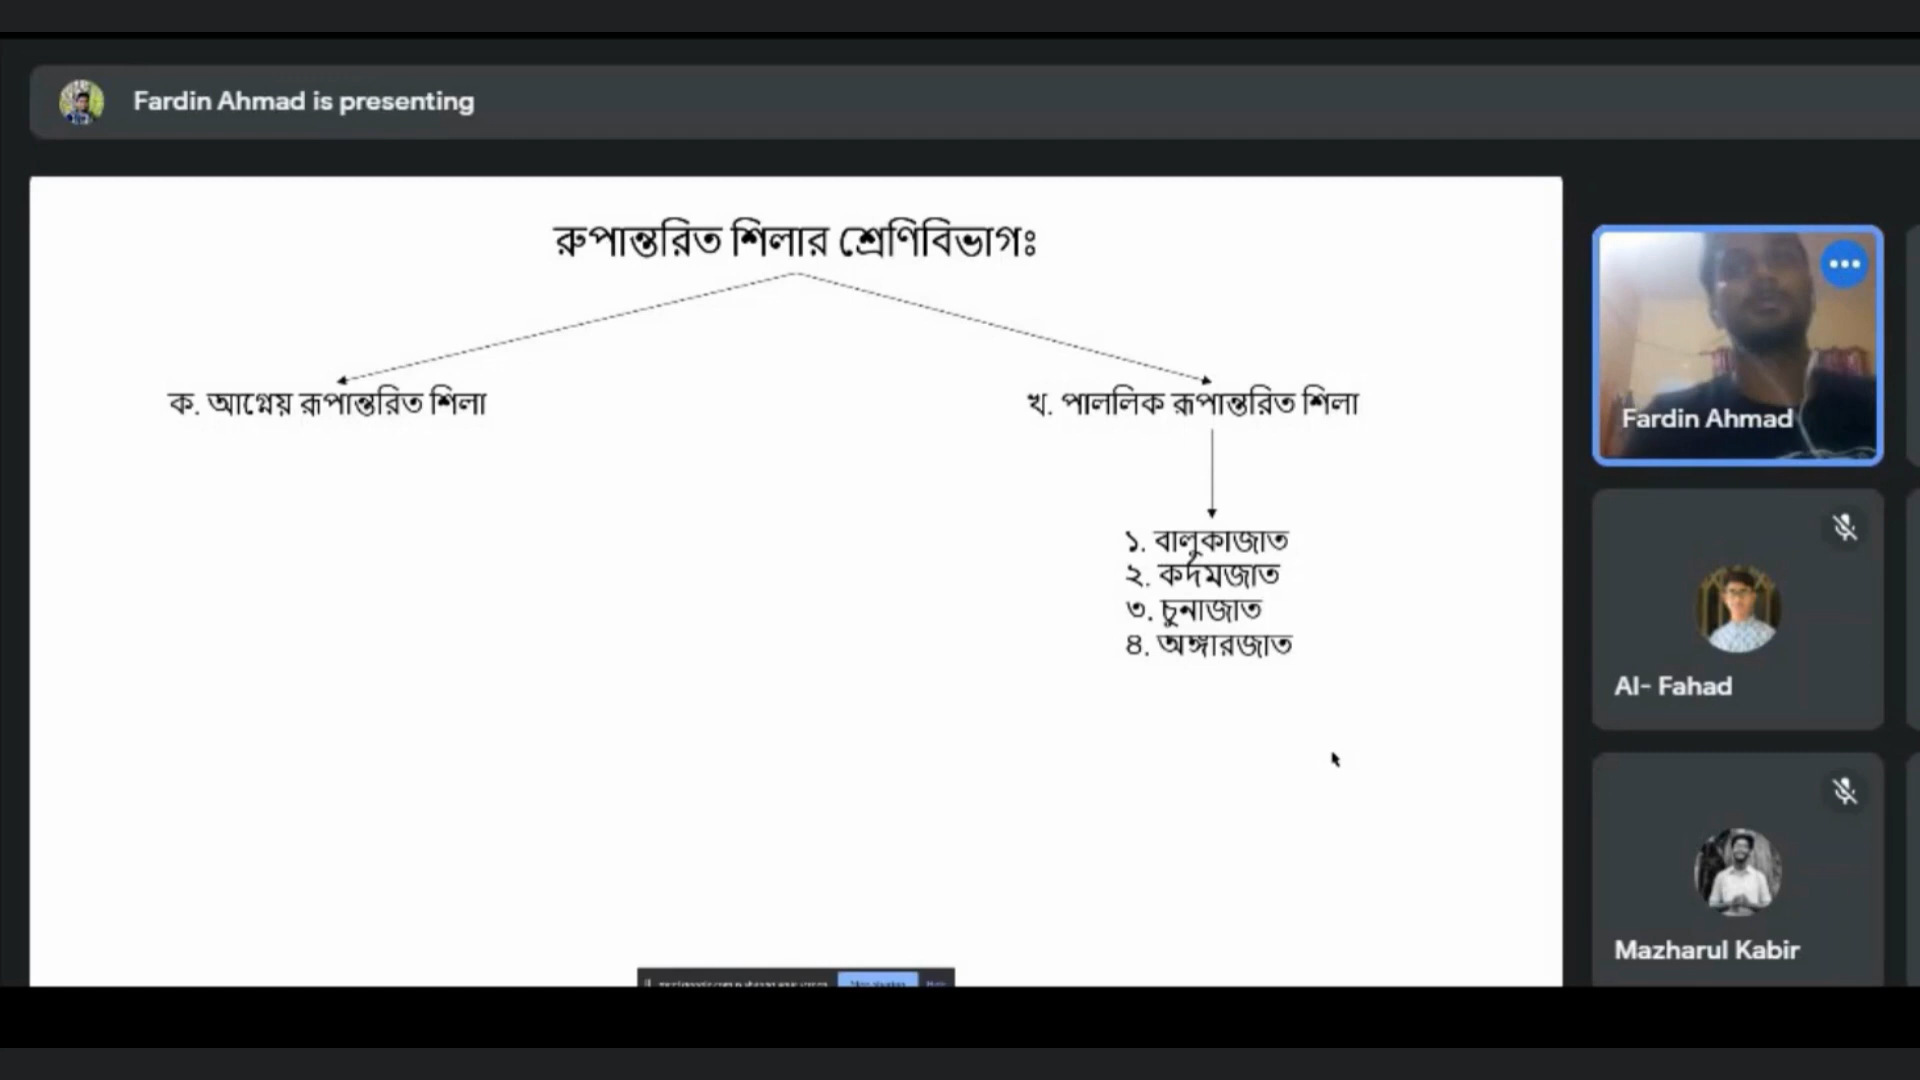 Fardin Ahmad is presenting
রুপান্তরিত শিলার শ্রেণিবিভাগঃ
ক. আগ্নেয় রূপান্তরিত শিলা
খ. পাললিক রূপান্তরিত শিলা
১. বালুকাজাত
২. কর্দমজাত
৩. চুনাজাত
৪. অঙ্গারজাত
Fardin Ahmad
Al- Fahad
Mazharul Kabir